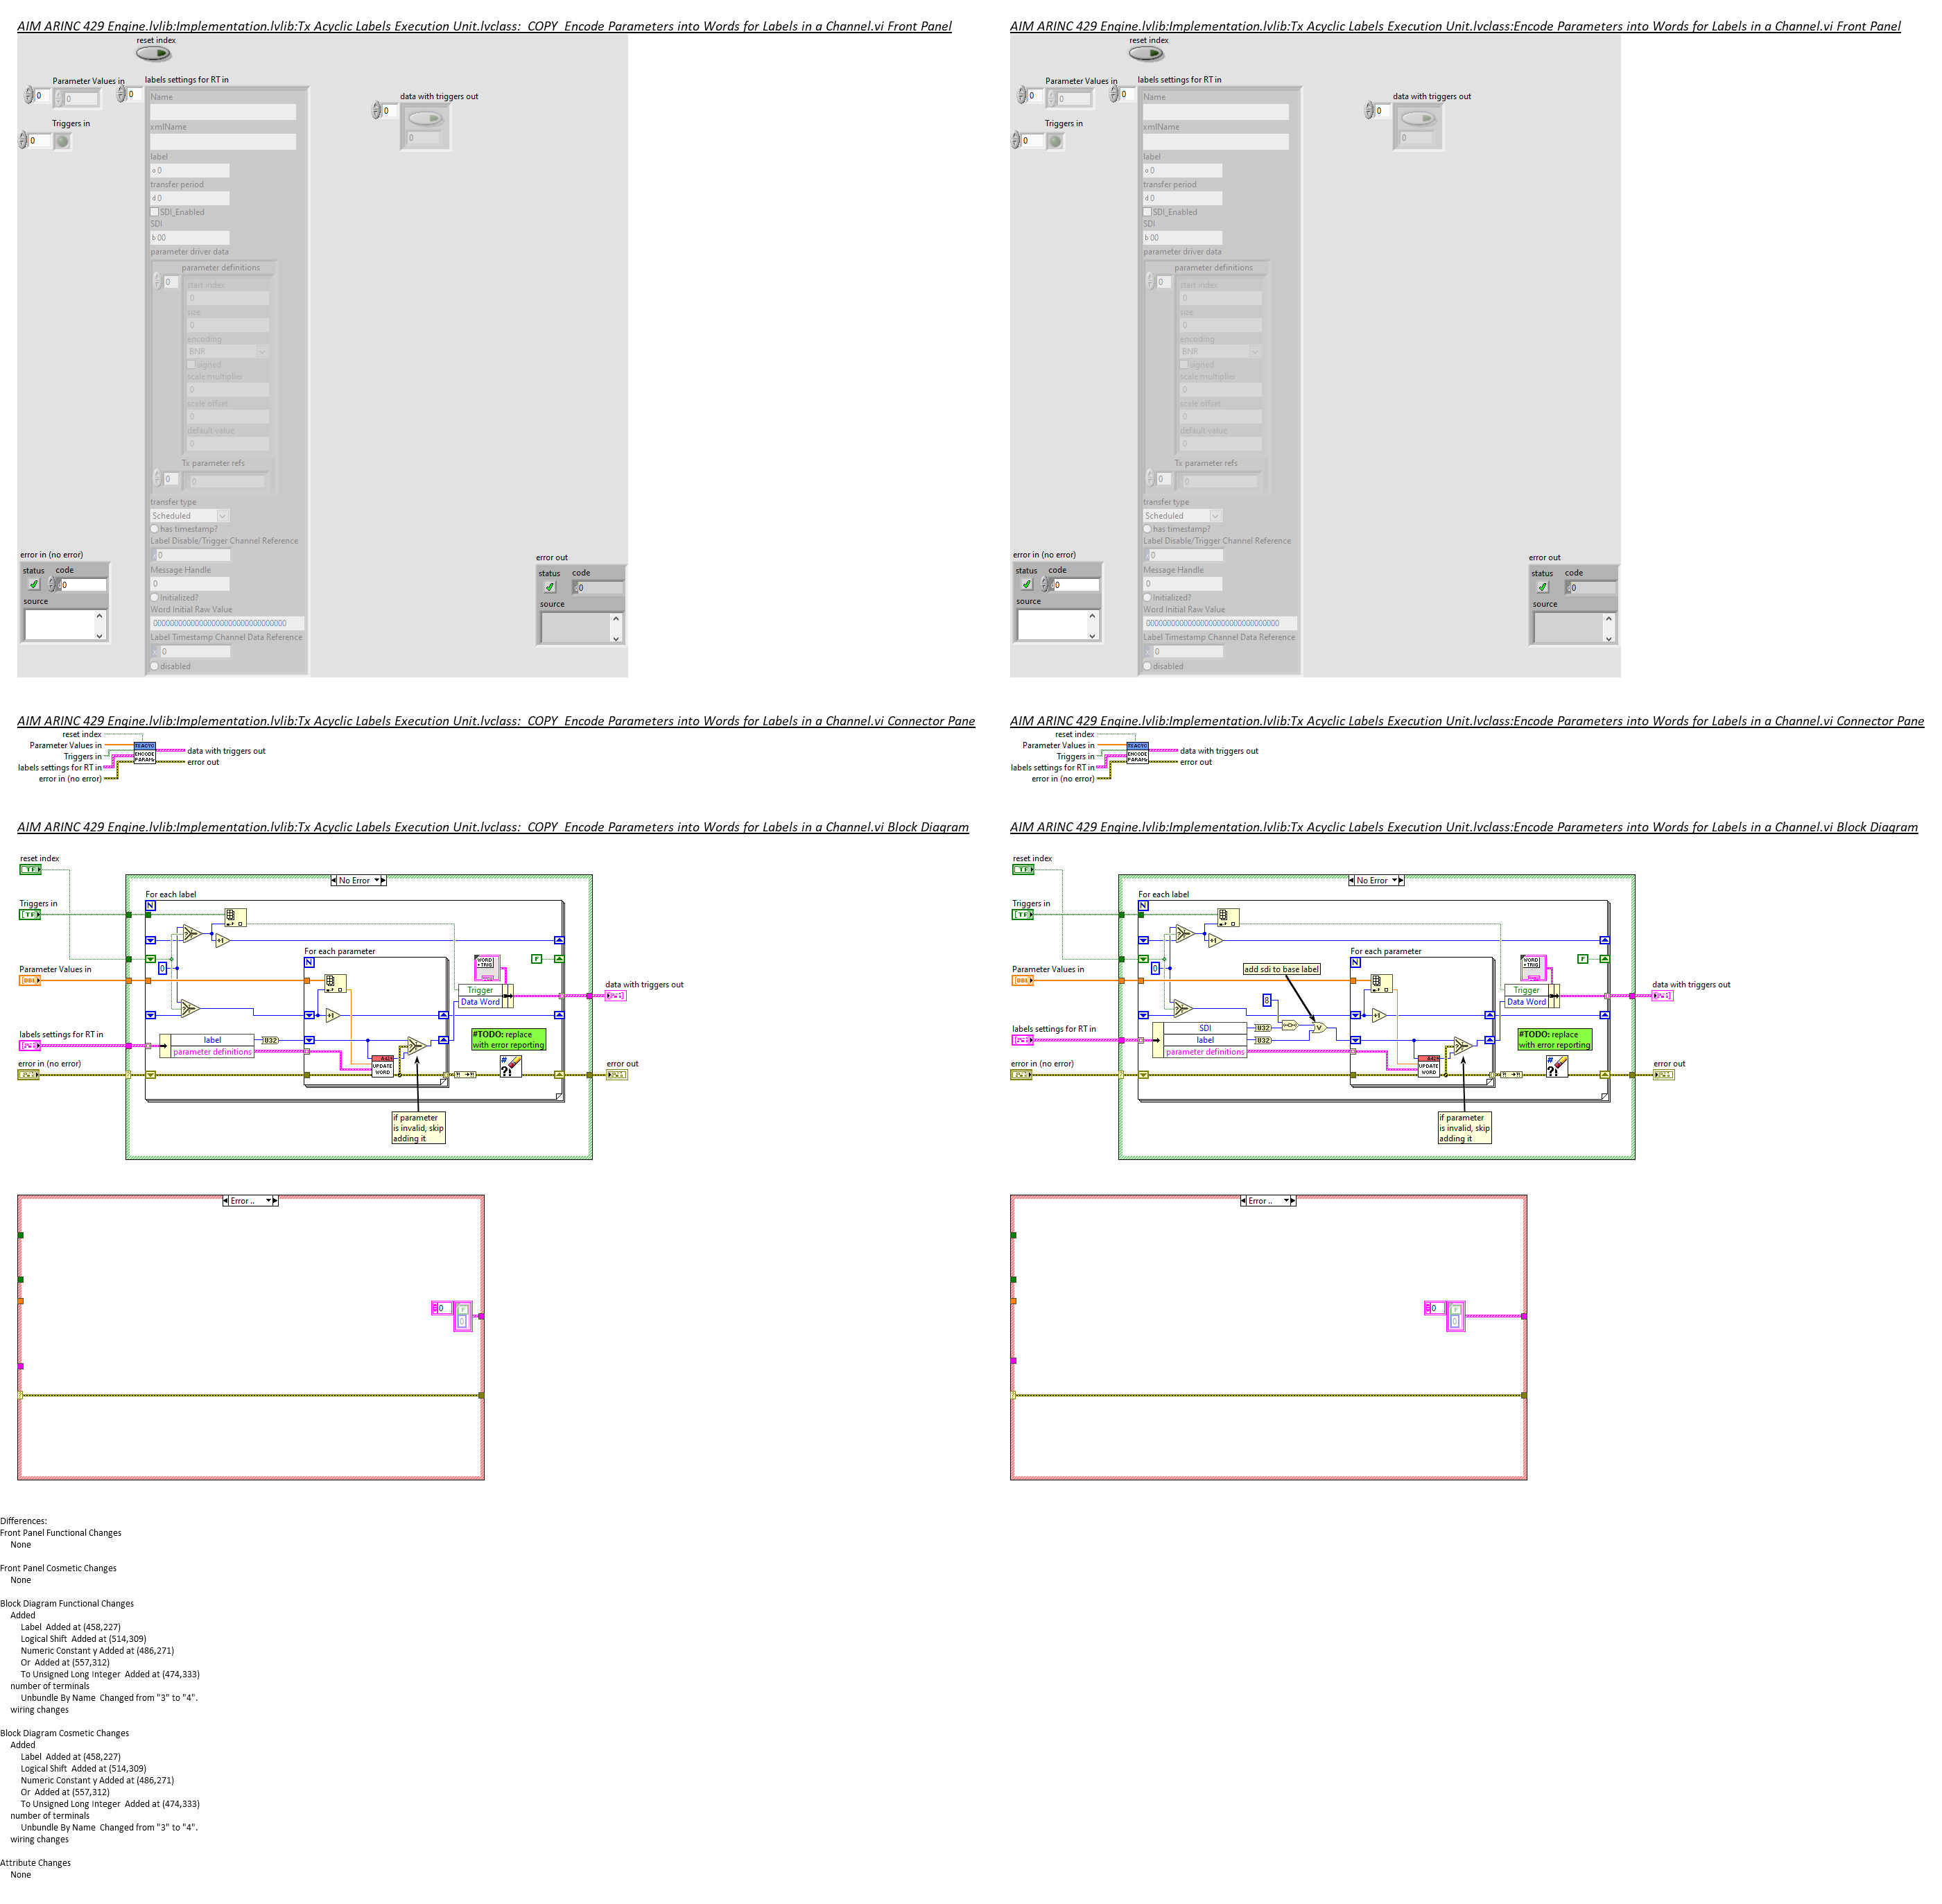 AIM ARINC 429 Engine.lvlib:Implementation.lvlib:Tx Acyclic Labels Execution Unit.lvclass:  COPY  Encode Parameters into Words for Labels in a Channel.vi Front Panel
reset index
Parameter Values in
0
0
labels settings for RT in
0
Triggers in
0
Name
xmlName
label
o 0
transfer period
d 0
SDI_Enabled
SDI
b 00
parameter driver data
parameter definitions
0
start index
0
size
0
encoding
BNR
signed
scale multiplier
0
scale offset
0
default value
0
Tx parameter refs
0
0
transfer type
Scheduled
has timestamp?
Label Disable/Trigger Channel Reference
0
Message Handle
0
Initialized?
Word Initial Raw Value
00000000000000000000000000000000
Label Timestamp Channel Data Reference
0
disabled
data with triggers out
0
0
error in (no error)
status code
0
source
error out
status code
0
source
AIM ARINC 429 Engine.lvlib:Implementation.lvlib:Tx Acyclic Labels Execution Unit.lvclass:Encode Parameters into Words for Labels in a Channel.vi Front Panel
reset index
Parameter Values in
0
0
labels settings for RT in
0
Triggers in
0
Name
xmlName
label
o 0
transfer period
d 0
SDI_Enabled
SDI
b 00
parameter driver data
parameter definitions
0
start index
0
size
0
encoding
BNR
signed
scale multiplier
0
scale offset
0
default value
0
Tx parameter refs
0
0
transfer type
Scheduled
has timestamp?
Label Disable/Trigger Channel Reference
0
Message Handle
0
Initialized?
Word Initial Raw Value
00000000000000000000000000000000
Label Timestamp Channel Data Reference
0
disabled
data with triggers out
0
0
error in (no error)
status code
0
source
error out
status code
0
source
AIM ARINC 429 Engine.lvlib:Implementation.lvlib:Tx Acyclic Labels Execution Unit.lvclass:  COPY  Encode Parameters into Words for Labels in a Channel.vi Connector Pane
reset index
Parameter Values in
Triggers in
labels settings for RT in
error in (no error)
TX ACYC
ENCODE
PARAMs
data with triggers out
error out
AIM ARINC 429 Engine.lvlib:Implementation.lvlib:Tx Acyclic Labels Execution Unit.lvclass:Encode Parameters into Words for Labels in a Channel.vi Connector Pane
reset index
Parameter Values in
Triggers in
labels settings for RT in
error in (no error)
TX ACYC
ENCODE
PARAMs
data with triggers out
error out
AIM ARINC 429 Engine.lvlib:Implementation.lvlib:Tx Acyclic Labels Execution Unit.lvclass:  COPY  Encode Parameters into Words for Labels in a Channel.vi Block Diagram
reset index
TF
No Error
For each label
N
Triggers in
TF
+1
For each parameter
N
0
Parameter Values in
DBL
WORD
+TRIG
F
Trigger
Data Word
data with triggers out
+1
labels settings for RT in
label
parameter definitions
U32
#TODO: replace
with error reporting
A429
UPDATE
WORD
#
?!
error in (no error)
error out
if parameter
is invalid, skip
adding it
Error ..
0
F
0
AIM ARINC 429 Engine.lvlib:Implementation.lvlib:Tx Acyclic Labels Execution Unit.lvclass:Encode Parameters into Words for Labels in a Channel.vi Block Diagram
reset index
TF
No Error
For each label
N
Triggers in
TF
+1
For each parameter
N
0
Parameter Values in
DBL
add sdi to base label
WORD
+TRIG
F
Trigger
Data Word
data with triggers out
8
+1
labels settings for RT in
SDI
label
parameter definitions
U32
U32
V
#TODO: replace
with error reporting
A429
UPDATE
WORD
#
?!
error in (no error)
error out
if parameter
is invalid, skip
adding it
Error ..
0
F
0
Differences:
Front Panel Functional Changes
None
Front Panel Cosmetic Changes
None
Block Diagram Functional Changes
Added
Label  Added at (458,227)
Logical Shift  Added at (514,309)
Numeric Constant y Added at (486,271)
Or  Added at (557,312)
To Unsigned Long Integer  Added at (474,333)
number of terminals
Unbundle By Name  Changed from "3" to "4".
wiring changes
Block Diagram Cosmetic Changes
Added
Label  Added at (458,227)
Logical Shift  Added at (514,309)
Numeric Constant y Added at (486,271)
Or  Added at (557,312)
To Unsigned Long Integer  Added at (474,333)
number of terminals
Unbundle By Name  Changed from "3" to "4".
wiring changes
Attribute Changes
None